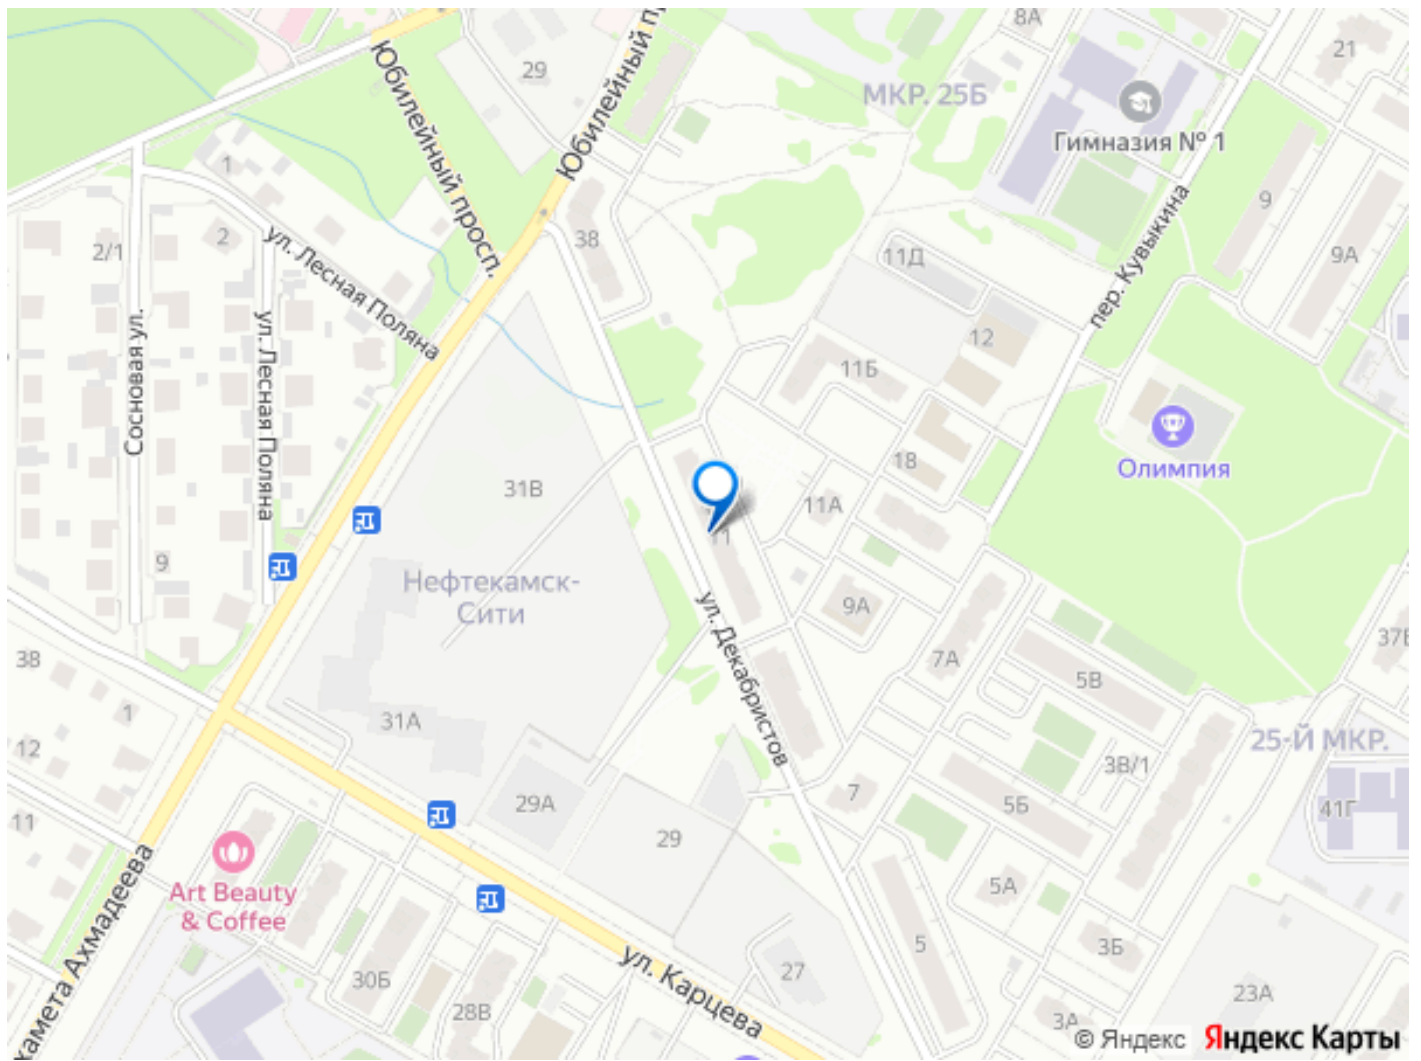 29
Юбилейный просп.
Юбилейный п
8А
21
МКР. 25Б
Гимназия № 1
1
2/1
2
ул. Лесная Поляна
38
11Д
пер. Кувыкина
9
9А
Сосновая ул.
ул. Лесная Поляна
12
11Б
18
Олимпия
31В
11А
11
9
Нефтекамск-
Сити
9А
ул. Декабристов
7А
5В
37В
38
1
12
31А
25-Й МКР.
3В/1
7
5Б
29А
29
41Г
11
Art Beauty
& Coffee
5А
5
3Б
хамета Ахмадеева
30Б
28В
ул. Карцева
27
23А
3А
© Яндекс Яндекс Карты